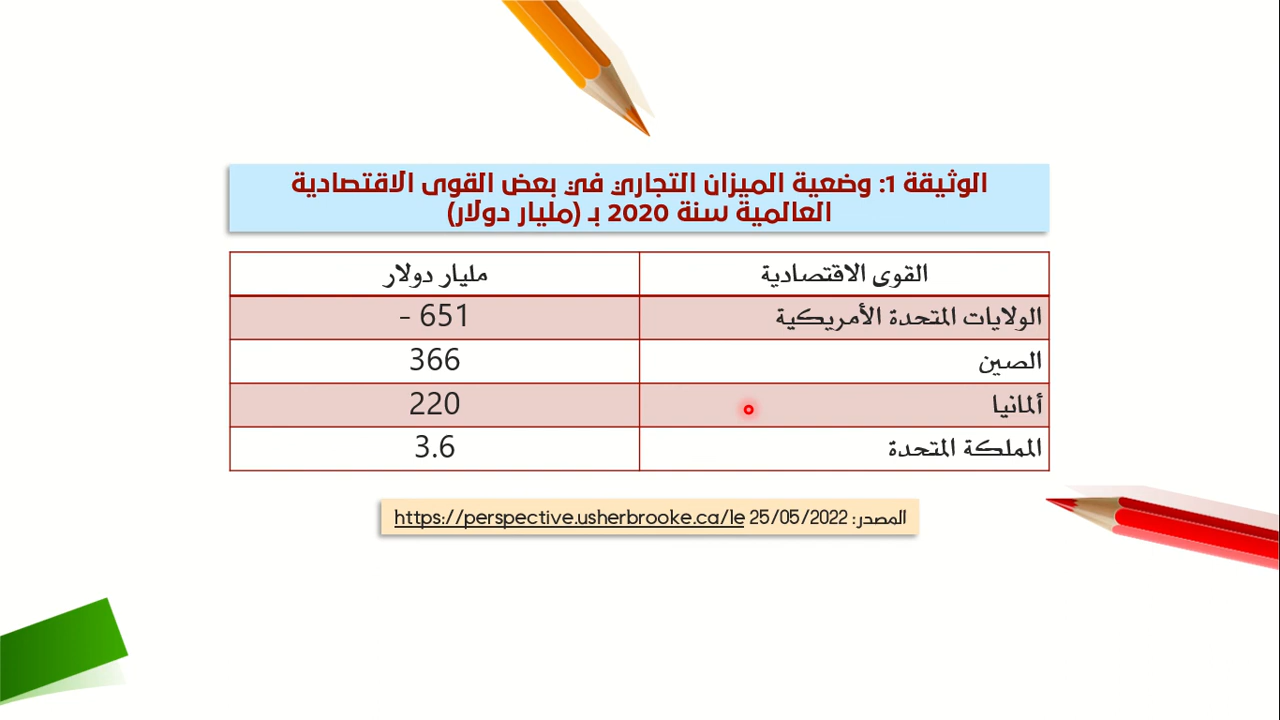 الوثيقة 1: وضعية الميزان التجاري في بعض القوى الاقتصادية
العالمية سنة 2020 بـ (مليار دولار)
القوى الاقتصادية مليار دولار
الولايات المتحدة الأمريكية 651 -
الصين 366
ألمانيا 220
المملكة المتحدة 3.6
المصدر: 25/05/2022 https://perspective.usherbrooke.ca/le